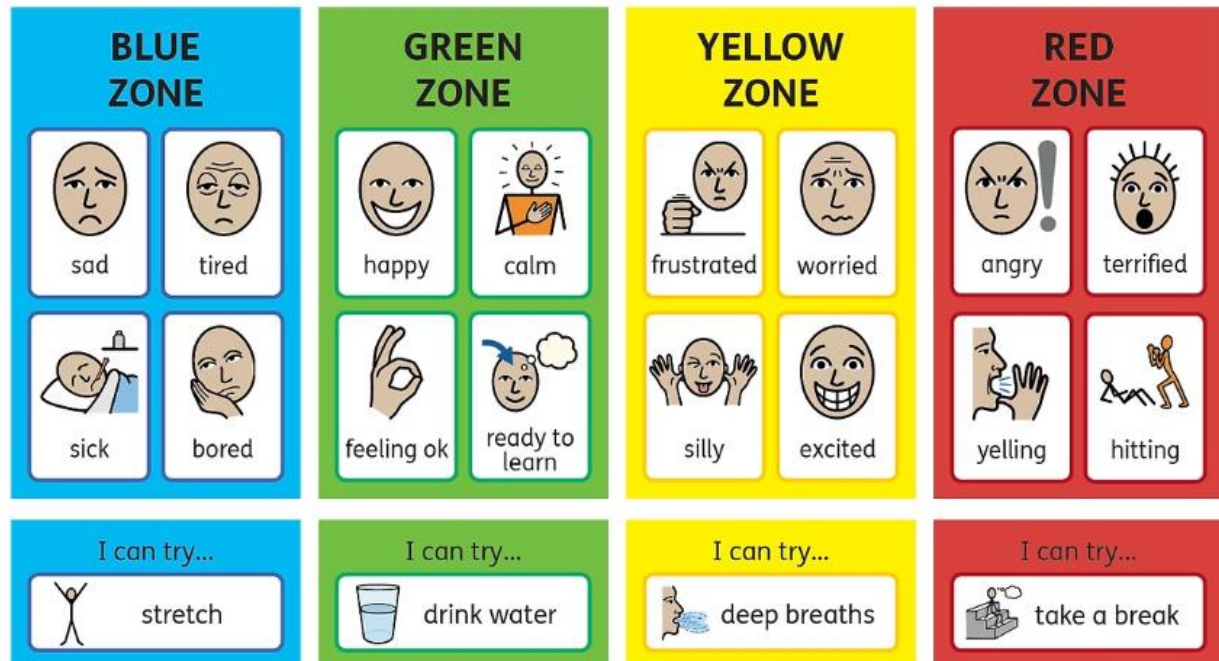 BLUE
ZONE
sad
tired
sick
bored
I can try...
stretch
GREEN
ZONE
happy
calm
feeling ok
ready to
learn
I can try...
drink water
YELLOW
ZONE
frustrated
worried
silly
excited
I can try...
deep breaths
RED
ZONE
angry
!
terrified
yelling
hitting
I can try...
take a break